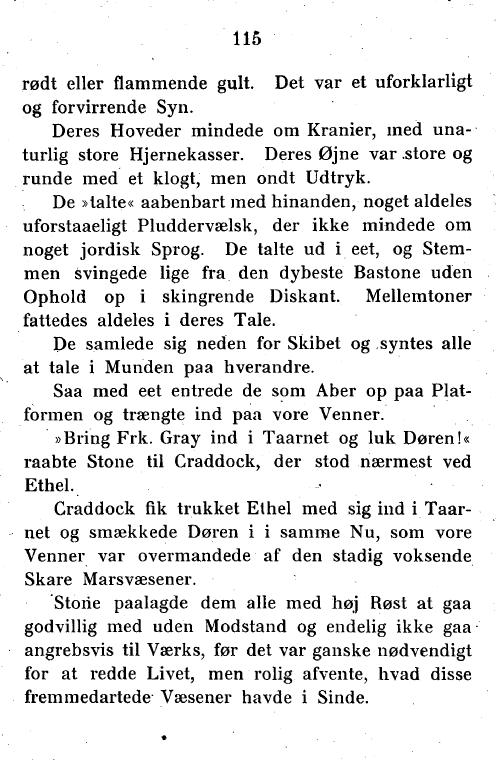 115
rødt eller flammende gult. Det var et uforklarligt
og forvirrende Syn.
Deres Hoveder mindede om Kranier, med una-
turlig store Hjernekasser. Deres Øjne var store og
runde med et klogt, men ondt Udtryk.
De »talte« aabenbart med hinanden, noget aldeles
uforstaaeligt Pluddervælsk, der ikke mindede om
noget jordisk Sprog. De talte ud i eet, og Stem-
men svingede lige fra den dybeste Bastone uden
Ophold op i skingrende Diskant. Mellemtoner
fattedes aldeles i deres Tale.
De samlede sig neden for Skibet og syntes alle
at tale i Munden paa hverandre.
Saa med eet entrede de som Aber op paa Plat-
formen og trængte ind paa vore Venner.
»Bring Frk. Gray ind i Taarnet og luk Døren!«
raabte Stone til Craddock, der stod nærmest ved
Ethel.
Craddock fik trukket Ethel med sig ind i Taar-
net og smækkede Døren i i samme Nu, som vore
Venner var overmandede af den stadig voksende
Skare Marsvæsener.
Stone paalagde dem alle med høj Røst at gaa
godvillig med uden Modstand og endelig ikke gaa
angrebsvis til Værks, før det var ganske nødvendigt
for at redde Livet, men rolig afvente, hvad disse
fremmedartede Væsener havde i Sinde.